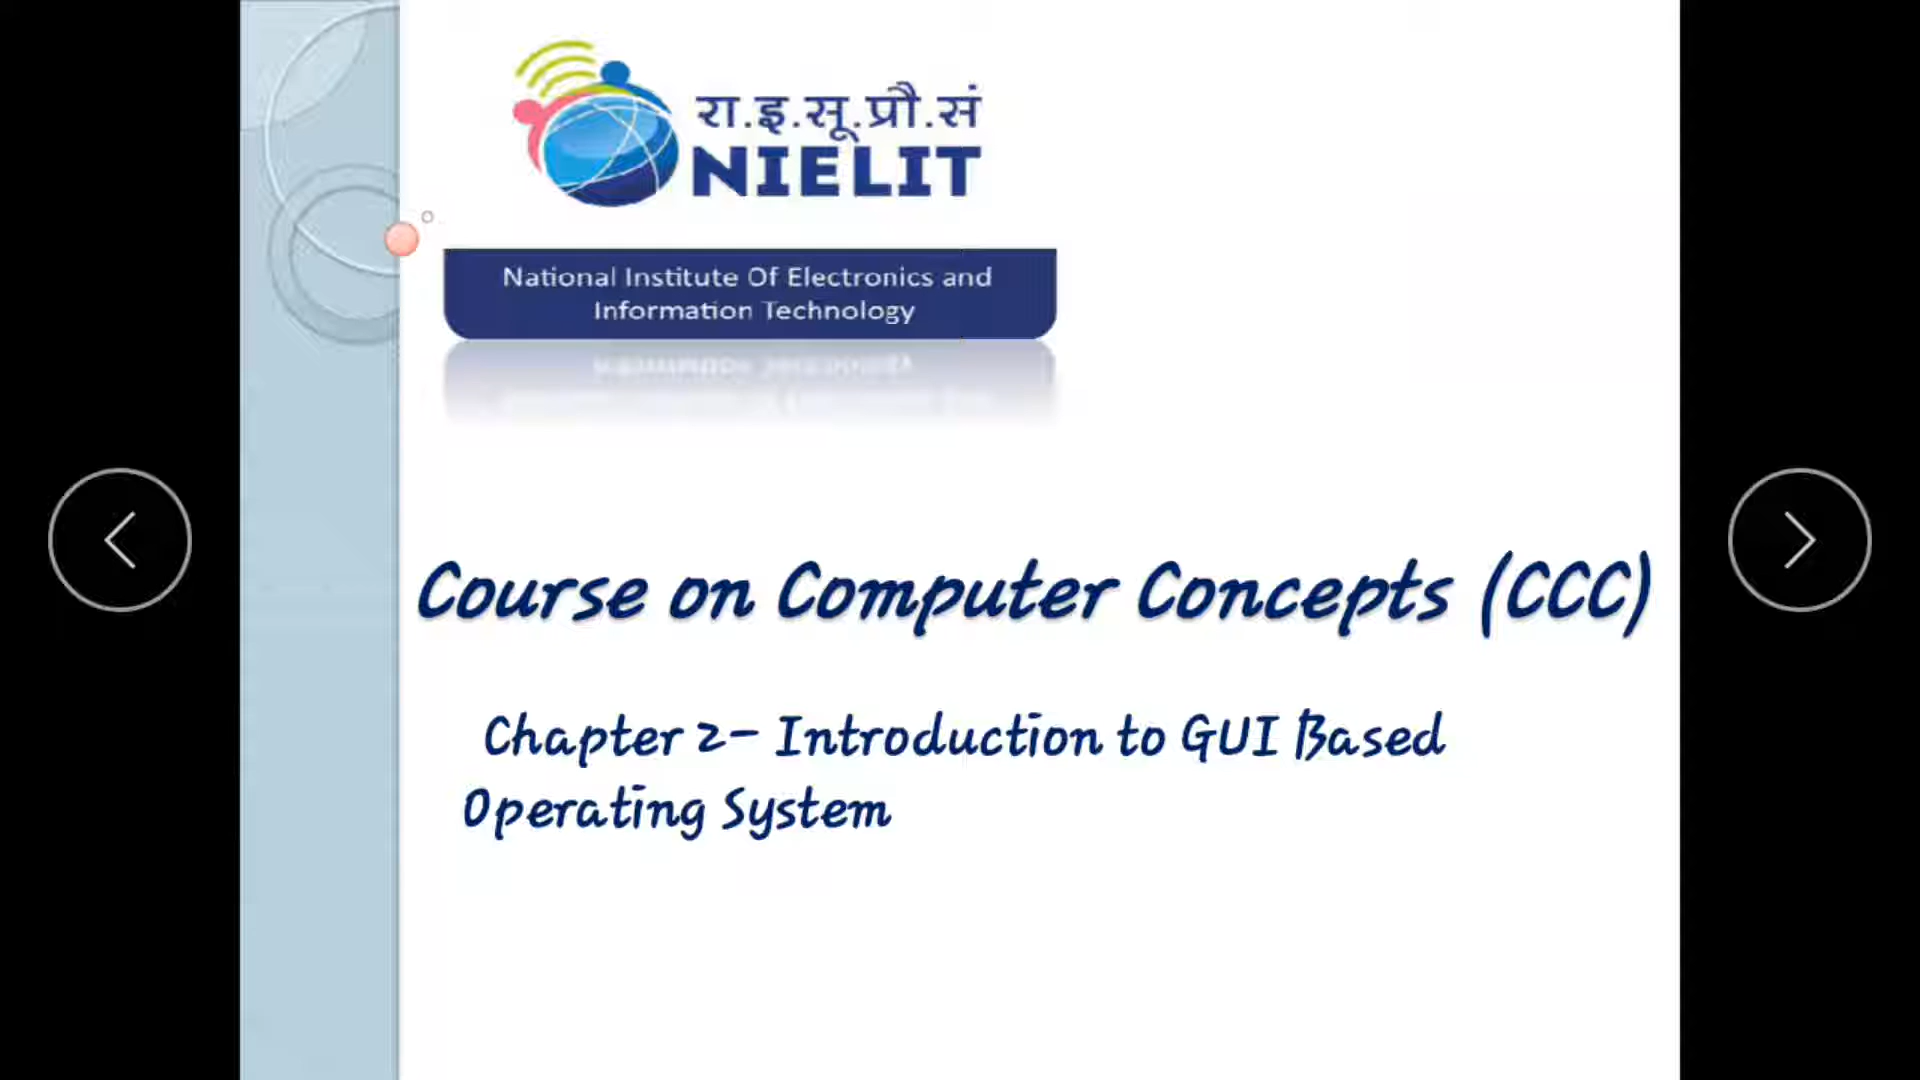 रा.इ.सू.प्रौ.सं
NIELIT
National Institute Of Electronics and
Information Technology
Course on Computer Concepts (CCC)
Chapter 2- Introduction to GUI Based
Operating System